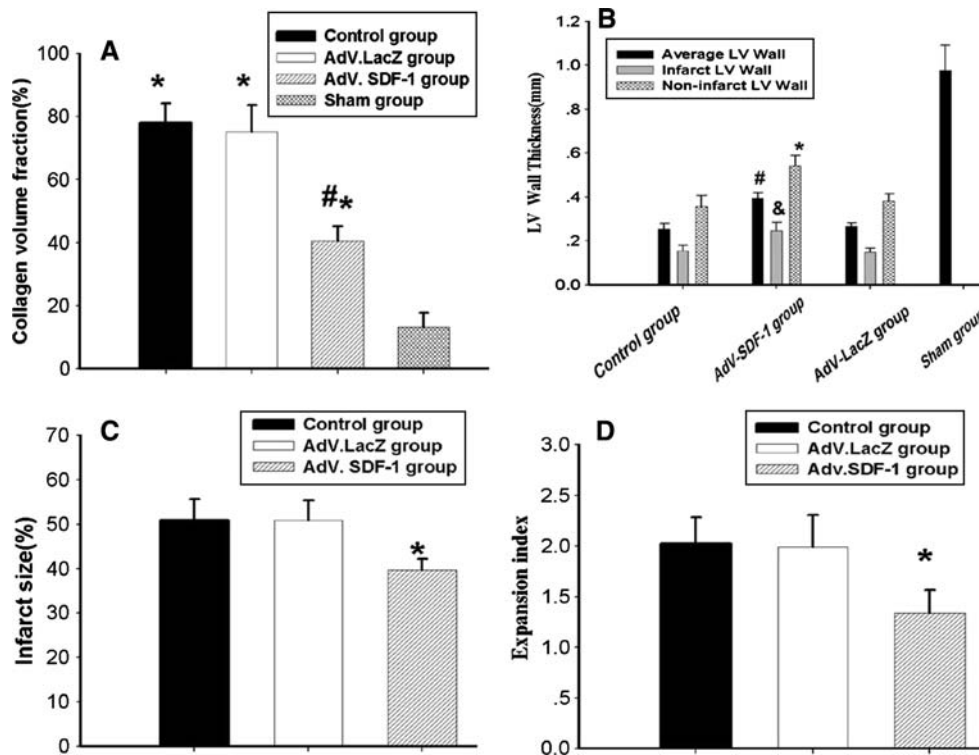 A
Control group
AdV.LacZ group
AdV. SDF-1 group
Sham group
Collagen volume fraction(%)
100
80
60
40
20
0
*
*
#*
B
Average LV Wall
Infarct LV Wall
Non-infarct LV Wall
LV Wall Thickness(mm)
1.2
1.0
.8
.6
.4
.2
0.0
#
&
*
Control group
AdV-SDF-1 group
AdV-LacZ group
Sham group
C
Control group
AdV.LacZ group
AdV. SDF-1 group
Infarct size(%)
70
60
50
40
30
20
10
0
*
D
Control group
AdV.LacZ group
Adv.SDF-1 group
Expansion index
3.0
2.5
2.0
1.5
1.0
.5
0.0
*